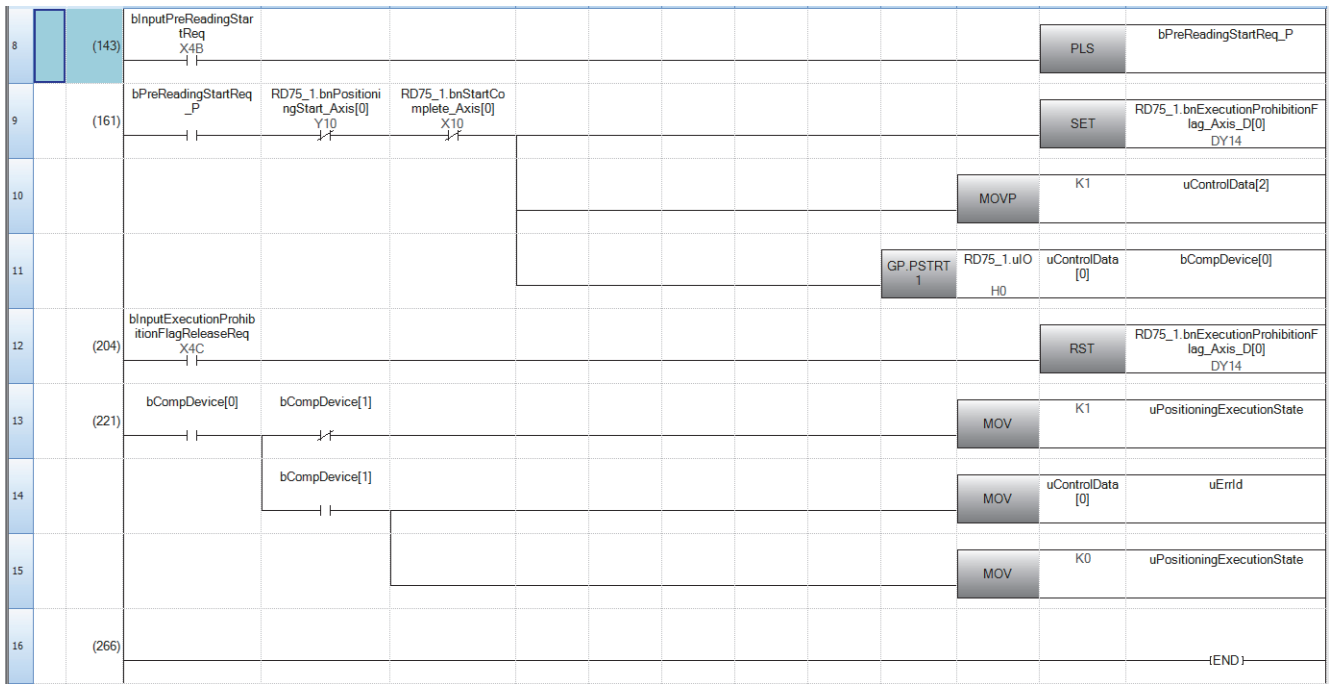 8
(143)
bInputPreReadingStar
tReq
X4B
PLS
bPreReadingStartReq_P
9
(161)
bPreReadingStartReq
_P
RD75_1.bnPositioni
ngStart_Axis[0]
Y10
RD75_1.bnStartCo
mplete_Axis[0]
X10
SET
RD75_1.bnExecutionProhibitionF
lag_Axis_D[0]
DY14
10
MOVP
K1
uControlData[2]
11
GP.PSTRT
1
RD75_1.uIO
H0
uControlData
[0]
bCompDevice[0]
12
(204)
bInputExecutionProhib
itionFlagReleaseReq
X4C
RST
RD75_1.bnExecutionProhibitionF
lag_Axis_D[0]
DY14
13
(221)
bCompDevice[0]
bCompDevice[1]
MOV
K1
uPositioningExecutionState
14
bCompDevice[1]
MOV
uControlData
[0]
uErrId
15
MOV
K0
uPositioningExecutionState
16
(266)
[END]